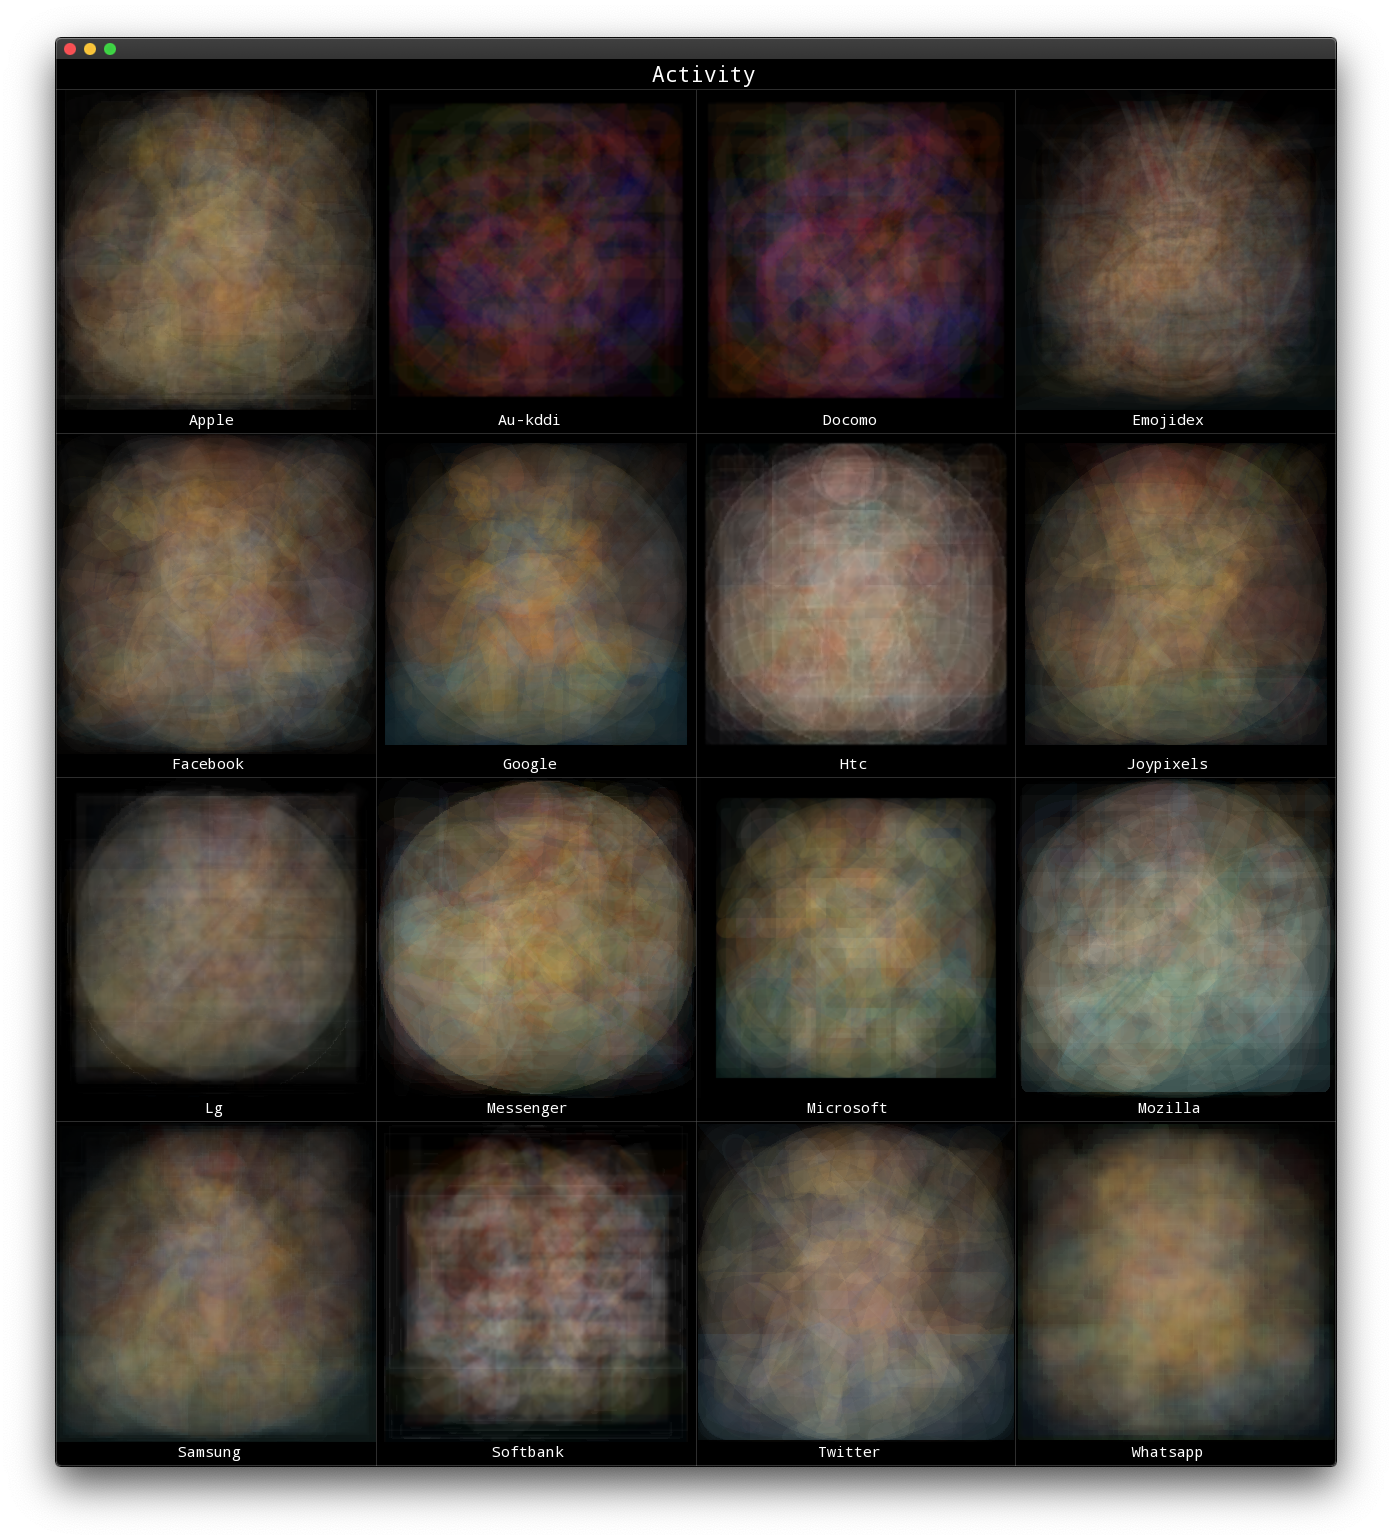 Activity
Apple
Au-kddi
Docomo
Emojidex
Facebook
Google
Htc
Joypixels
Lg
Messenger
Microsoft
Mozilla
Samsung
Softbank
Twitter
Whatsapp